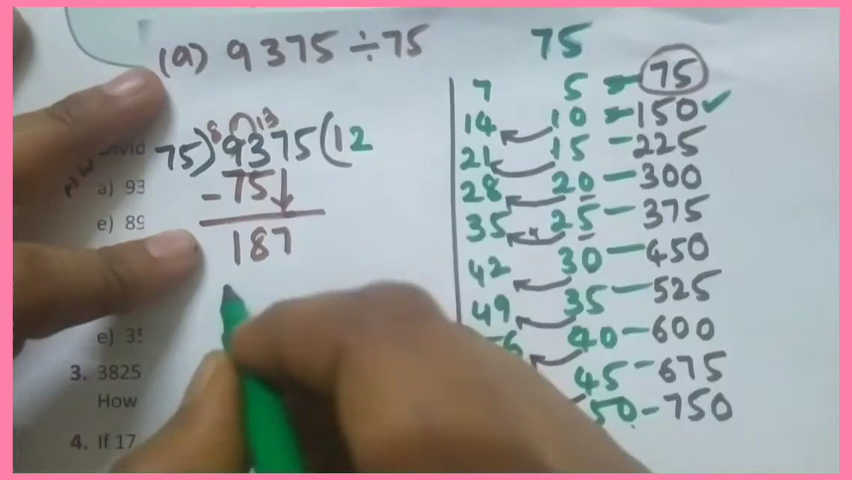 (a) 9375 ÷ 75
8 13
75)9375(12
-75
187
75
7 5 = 75
14 10 = 150 ✓
21 15 - 225
28 20 - 300
35 25 - 375
42 30 - 450
49 35 - 525
40 - 600
45 - 675
50 - 750
a) 93
e) 89
e) 35
3. 3825
How
4. If 17